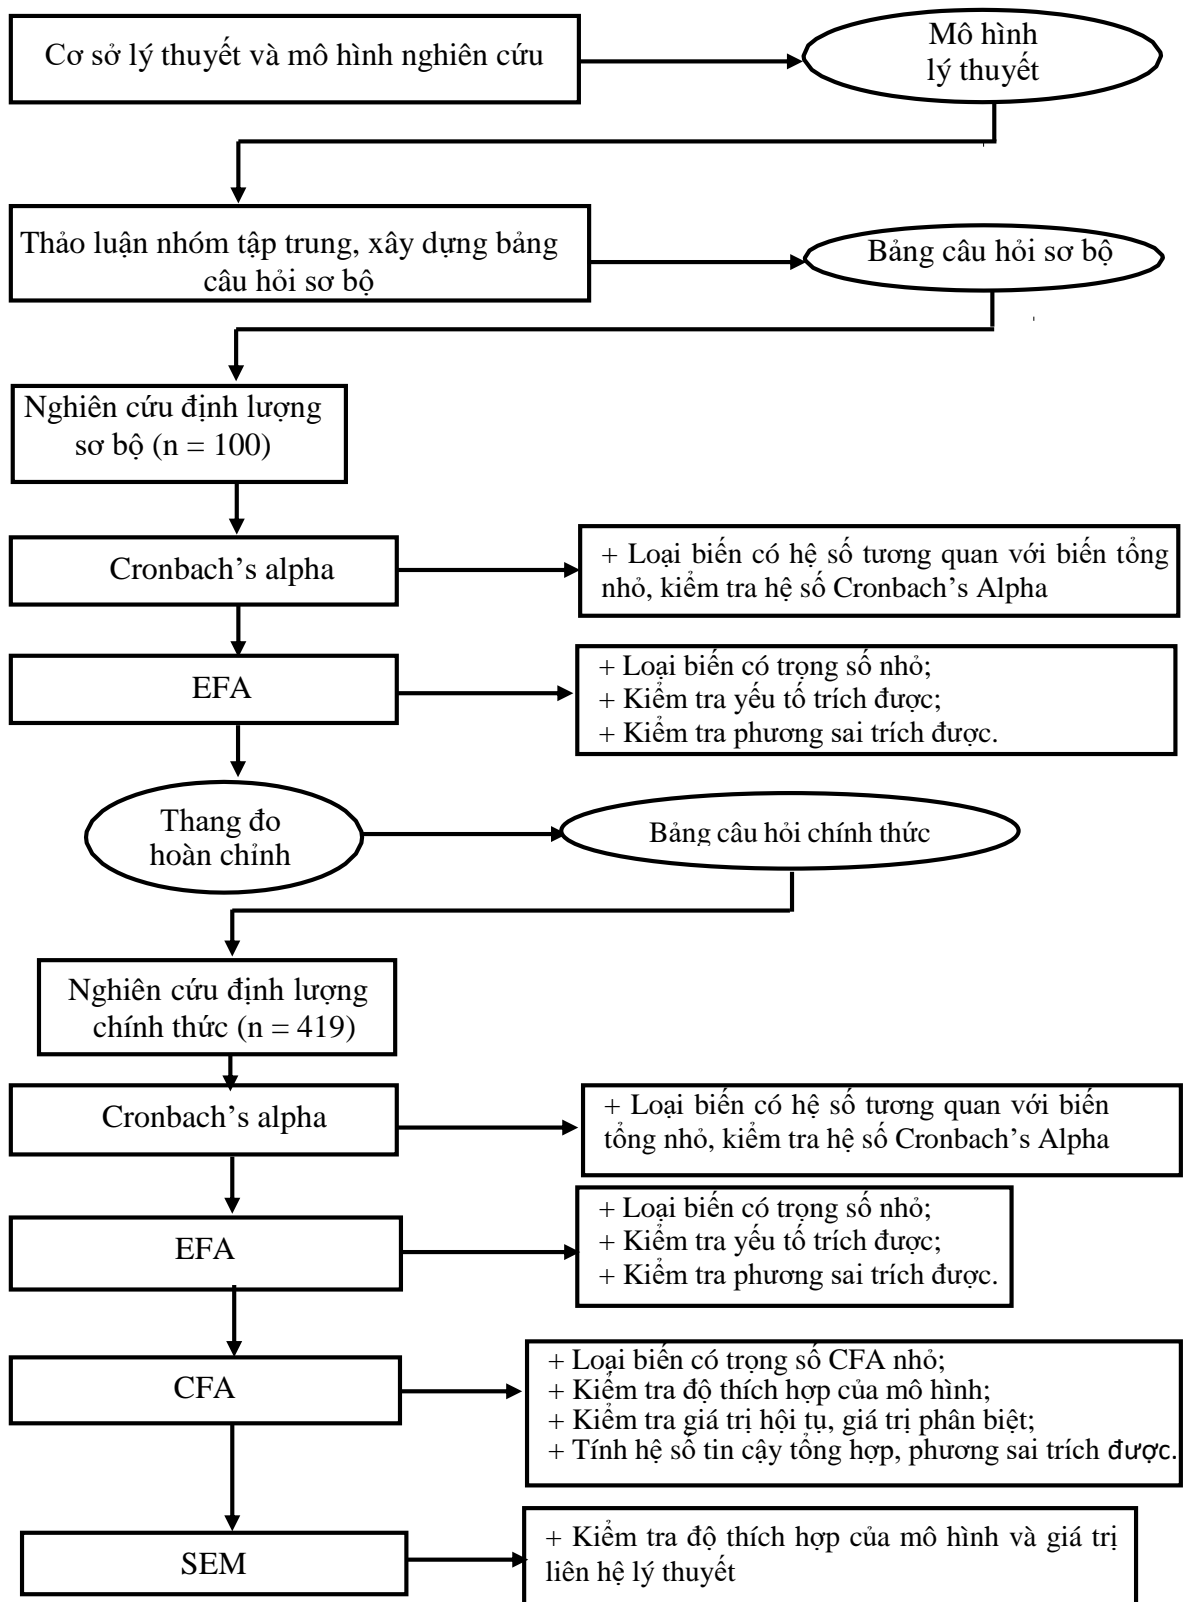 Cơ sở lý thuyết và mô hình nghiên cứu
Mô hình
lý thuyết
Thảo luận nhóm tập trung, xây dựng bảng
câu hỏi sơ bộ
Bảng câu hỏi sơ bộ
Nghiên cứu định lượng
sơ bộ (n = 100)
Cronbach’s alpha
+ Loại biến có hệ số tương quan với biến tổng
nhỏ, kiểm tra hệ số Cronbach’s Alpha
EFA
+ Loại biến có trọng số nhỏ;
+ Kiểm tra yếu tố trích được;
+ Kiểm tra phương sai trích được.
Thang đo
hoàn chỉnh
Bảng câu hỏi chính thức
Nghiên cứu định lượng
chính thức (n = 419)
Cronbach’s alpha
+ Loại biến có hệ số tương quan với biến
tổng nhỏ, kiểm tra hệ số Cronbach’s Alpha
EFA
+ Loại biến có trọng số nhỏ;
+ Kiểm tra yếu tố trích được;
+ Kiểm tra phương sai trích được.
CFA
+ Loại biến có trọng số CFA nhỏ;
+ Kiểm tra độ thích hợp của mô hình;
+ Kiểm tra giá trị hội tụ, giá trị phân biệt;
+ Tính hệ số tin cậy tổng hợp, phương sai trích được.
SEM
+ Kiểm tra độ thích hợp của mô hình và giá trị
liên hệ lý thuyết